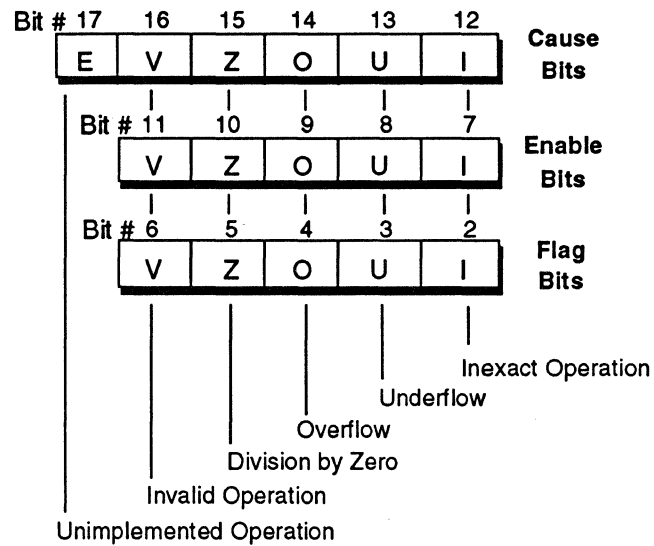 Bit # 17 16 15 14 13 12
E V Z O U I
Cause
Bits
Bit # 11 10 9 8 7
V Z O U I
Enable
Bits
Bit # 6 5 4 3 2
V Z O U I
Flag
Bits
Inexact Operation
Underflow
Overflow
Division by Zero
Invalid Operation
Unimplemented Operation